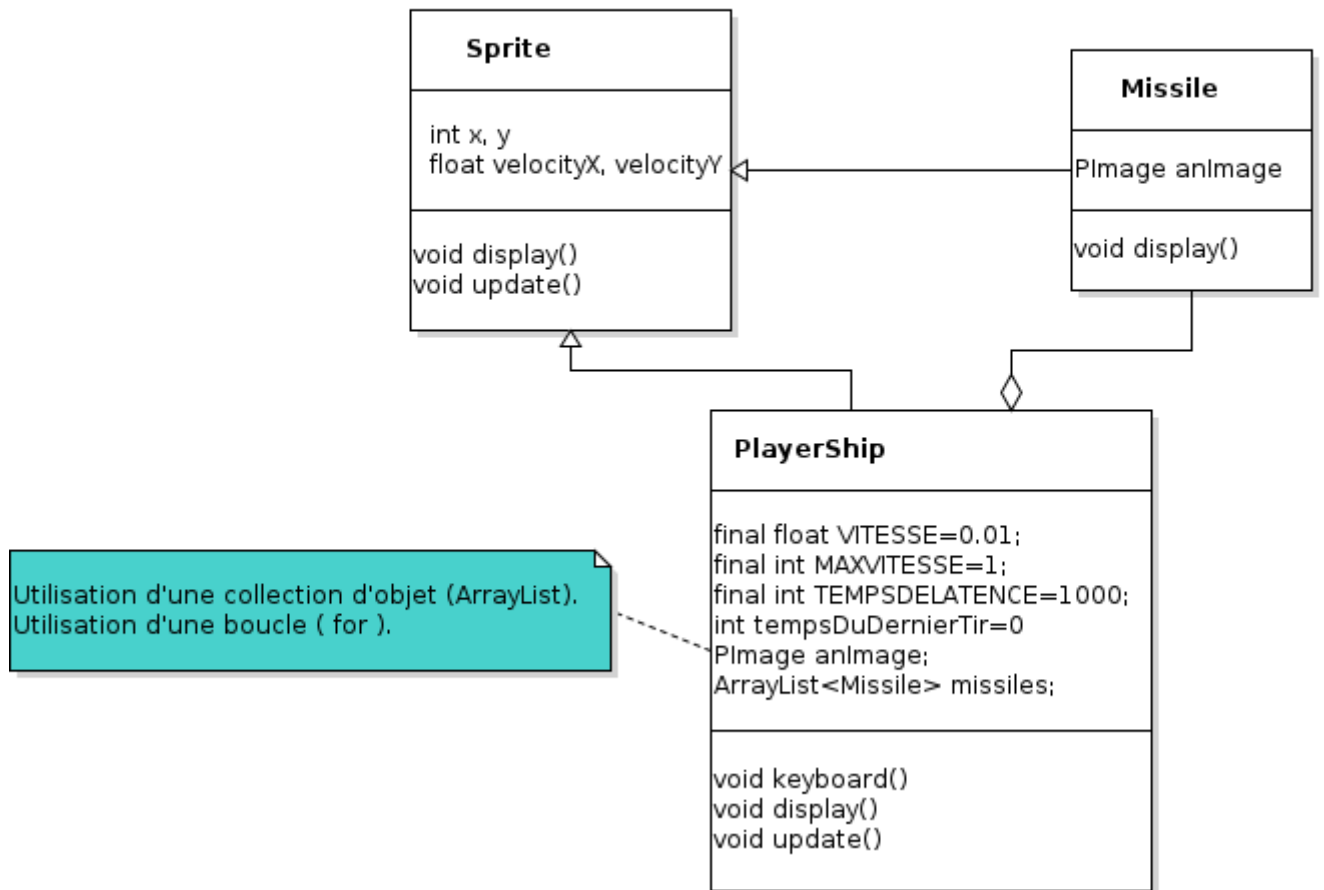 Sprite
int x, y
float velocityX, velocityY
void display()
void update()
Missile
PImage anImage
void display()
PlayerShip
final float VITESSE=0.01;
final int MAXVITESSE=1;
final int TEMPSDELATENCE=1000;
int tempsDuDernierTir=0
PImage anImage;
ArrayList<Missile> missiles;
void keyboard()
void display()
void update()
Utilisation d'une collection d'objet (ArrayList).
Utilisation d'une boucle ( for ).